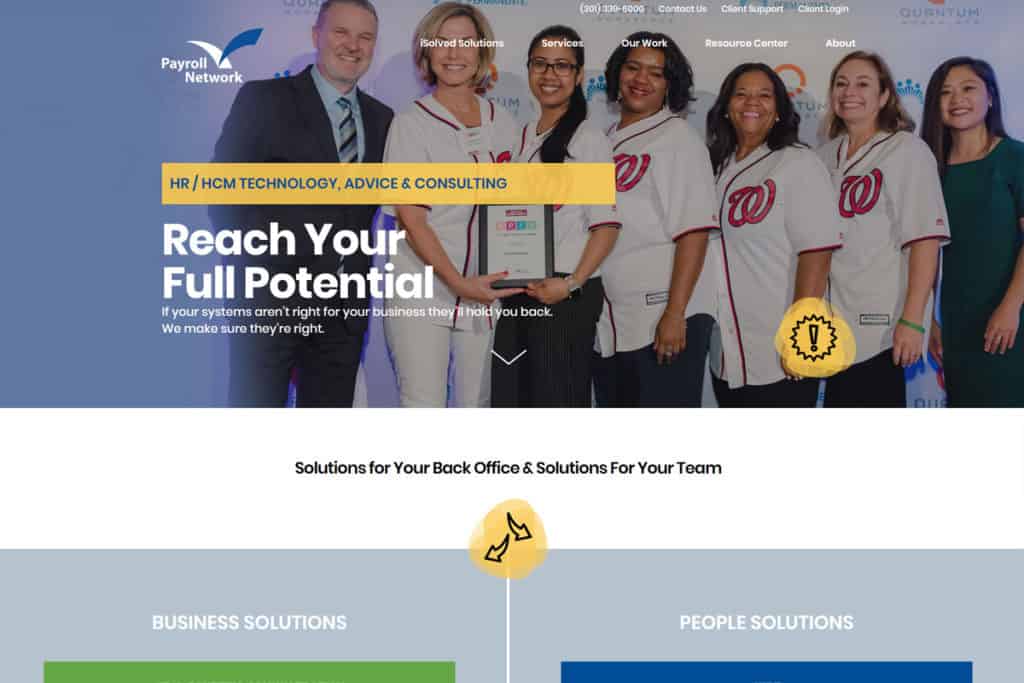 (301) 339-6000 Contact Us Client Support Client Login
QUANTUM
iSolved Solutions Services Our Work Resource Center About
Payroll
Network
HR / HCM TECHNOLOGY, ADVICE & CONSULTING
Reach Your
Full Potential
If your systems aren't right for your business they'll hold you back.
We make sure they're right.
Solutions for Your Back Office & Solutions For Your Team
BUSINESS SOLUTIONS PEOPLE SOLUTIONS